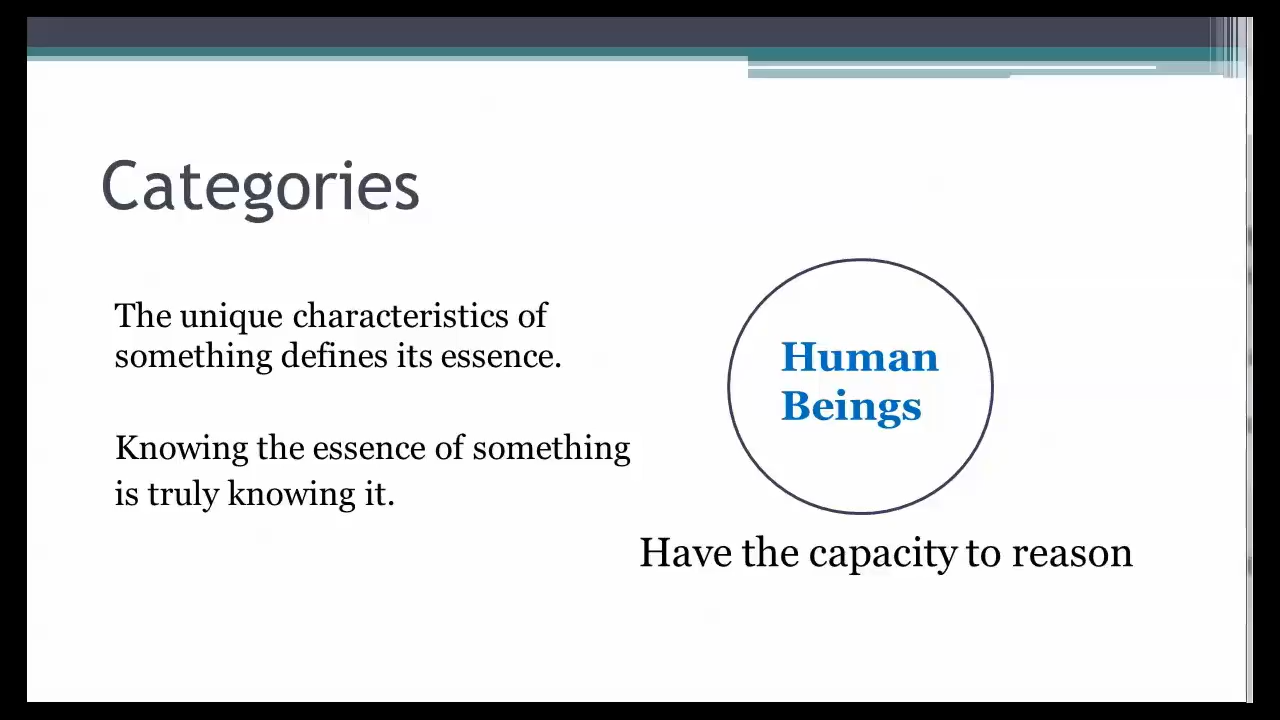 Categories
The unique characteristics of
something defines its essence.
Knowing the essence of something
is truly knowing it.
Human
Beings
Have the capacity to reason